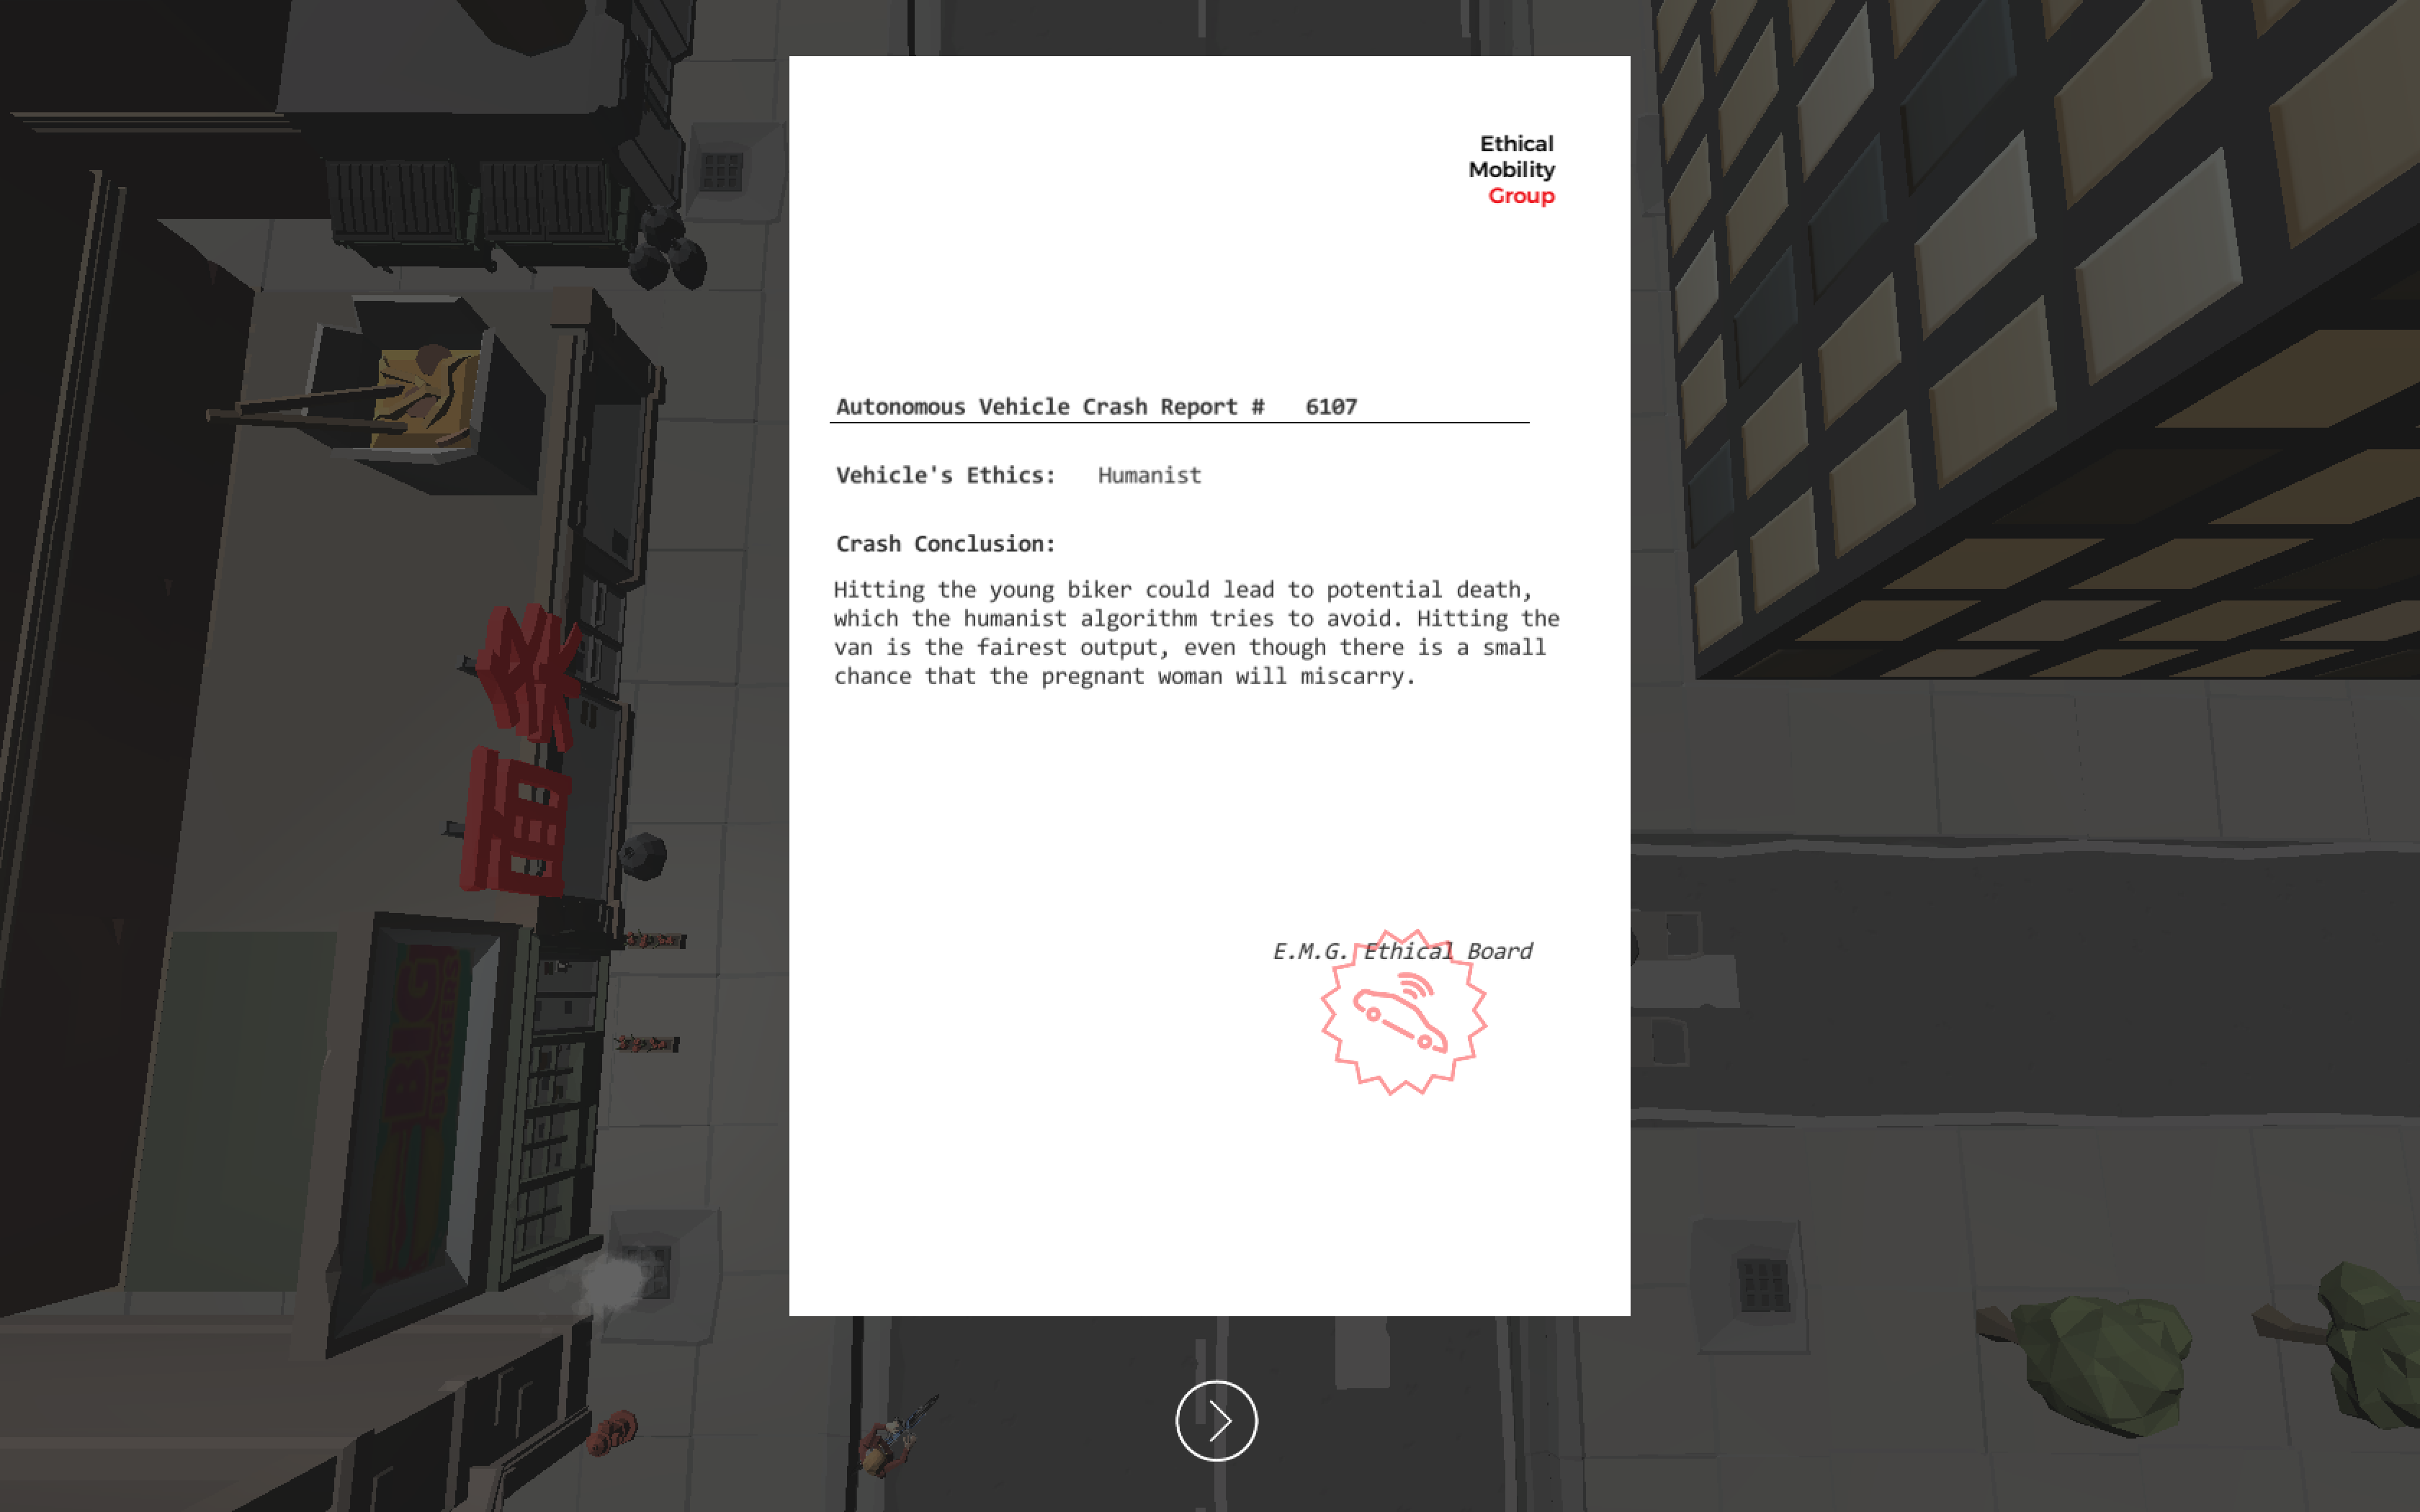 Ethical
Mobility
Group
Autonomous Vehicle Crash Report # 6107
Vehicle's Ethics: Humanist
Crash Conclusion:
Hitting the young biker could lead to potential death,
which the humanist algorithm tries to avoid. Hitting the
van is the fairest output, even though there is a small
chance that the pregnant woman will miscarry.
E.M.G. Ethical Board
BIG